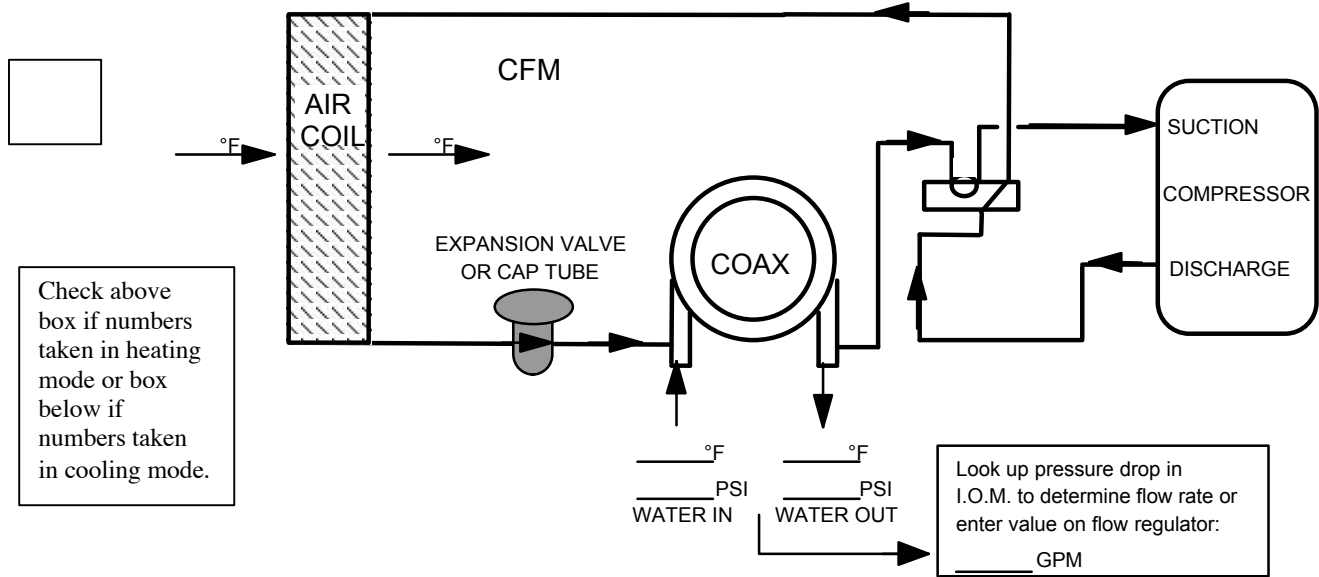 CFM
AIR
COIL
°F
°F
SUCTION
COMPRESSOR
DISCHARGE
EXPANSION VALVE
OR CAP TUBE
COAX
Check above
box if numbers
taken in heating
mode or box
below if
numbers taken
in cooling mode.
°F
°F
PSI
PSI
WATER IN
WATER OUT
Look up pressure drop in
I.O.M. to determine flow rate or
enter value on flow regulator:
______ GPM